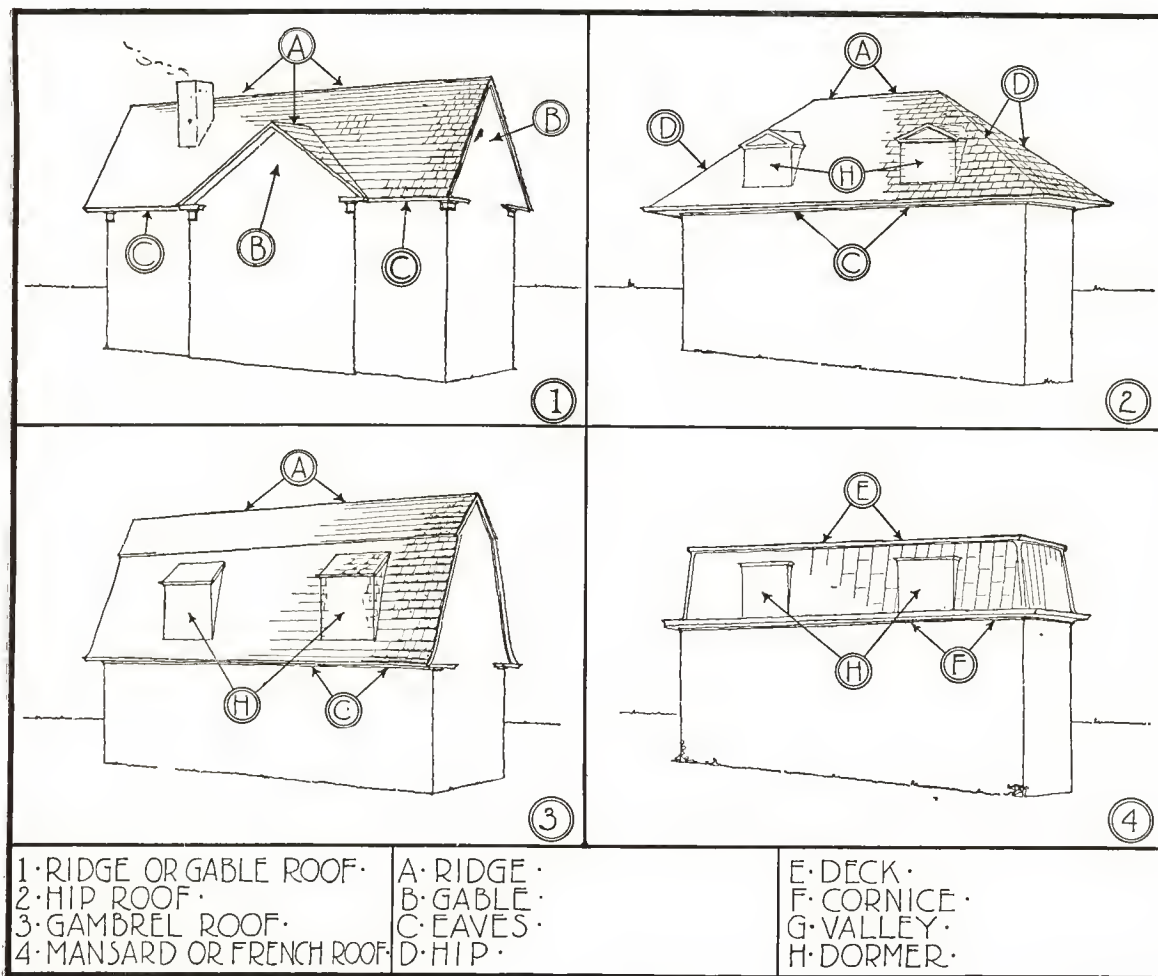 A
B
B
C
C
1
A
D
D
H
C
2
A
H
C
3
E
H
F
4
1·RIDGE OR GABLE ROOF·
2·HIP ROOF·
3·GAMBREL ROOF·
4·MANSARD OR FRENCH ROOF·
A·RIDGE·
B·GABLE·
C·EAVES·
D·HIP·
E·DECK·
F·CORNICE·
G·VALLEY·
H·DORMER·